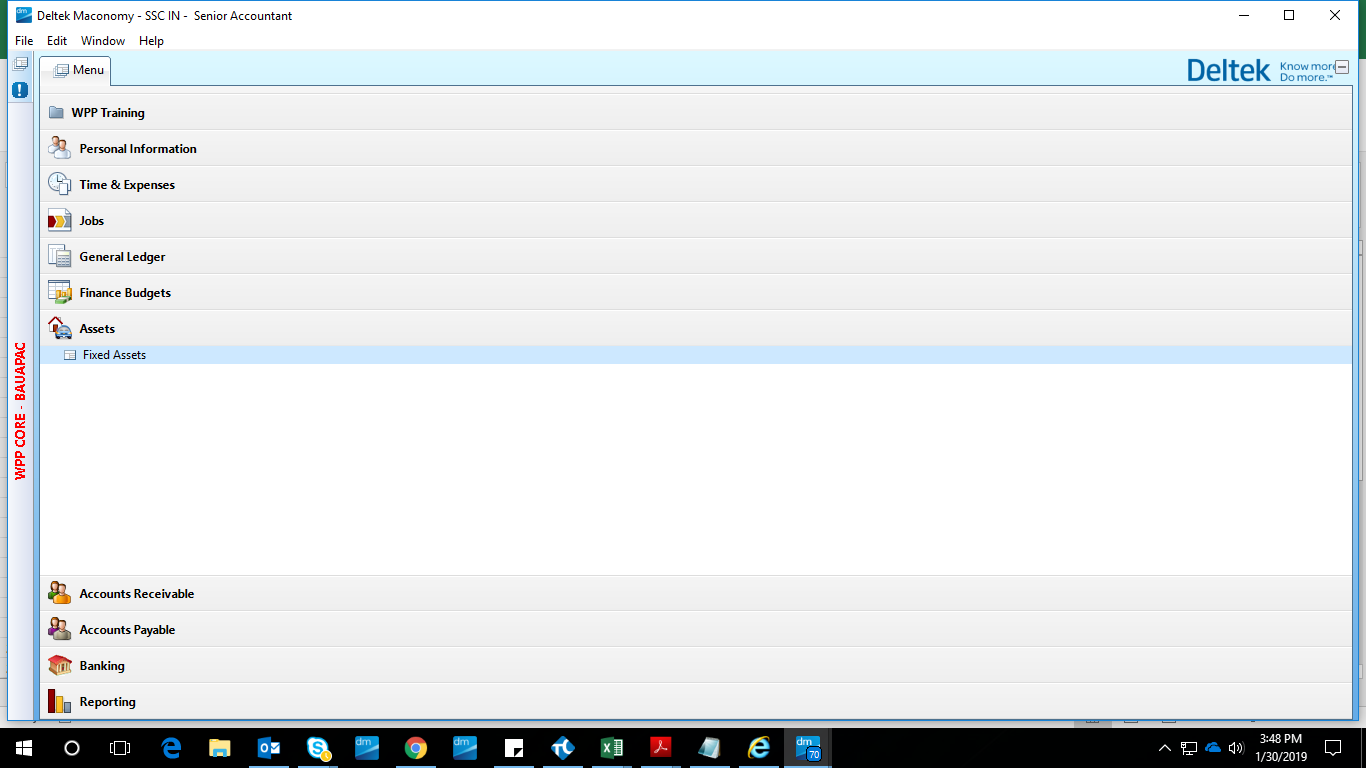 Deltek Maconomy - SSC IN -  Senior Accountant
File Edit Window Help
Menu
Deltek Know more Do more.™
WPP Training
Personal Information
Time & Expenses
Jobs
General Ledger
Finance Budgets
Assets
Fixed Assets
WPP CORE - BAUAPAC
Accounts Receivable
Accounts Payable
Banking
Reporting
dm 70
3:48 PM
1/30/2019